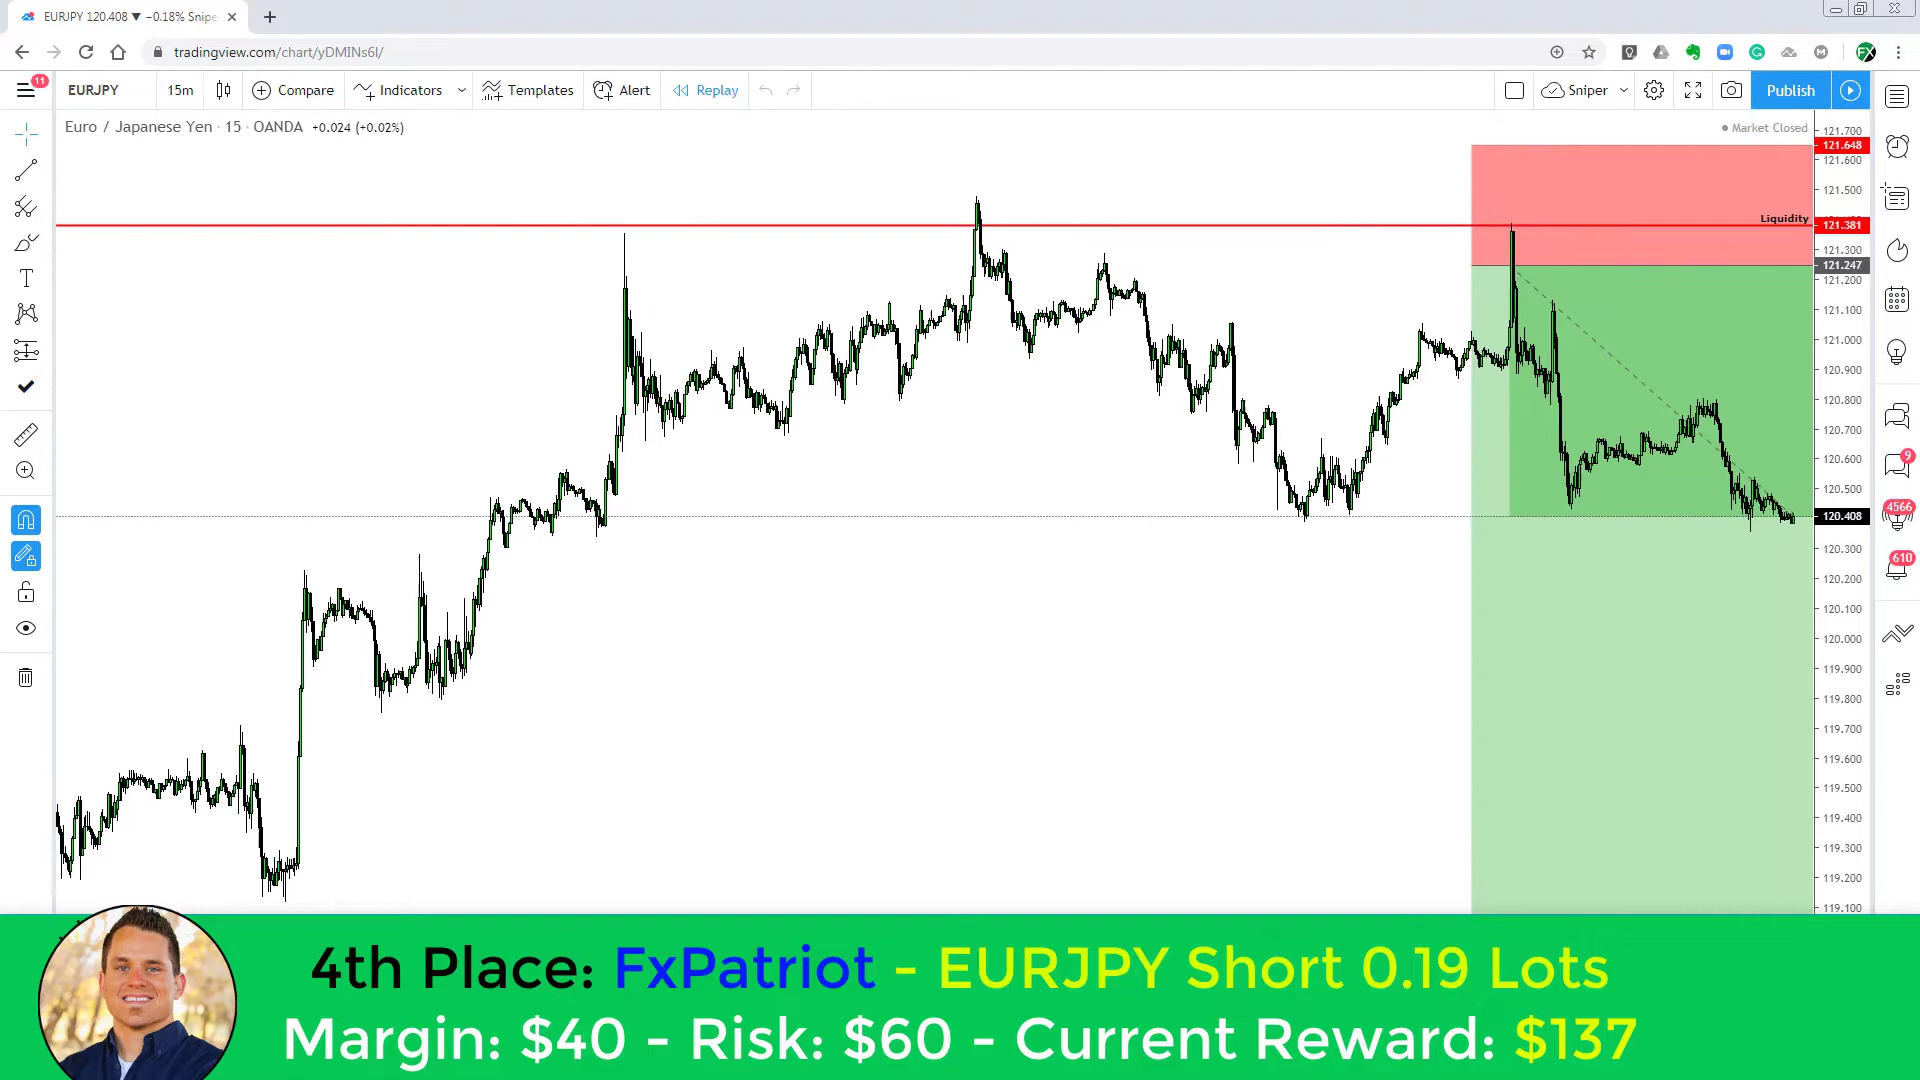 EURJPY 120.408 ▼ −0.18% Snipe
tradingview.com/chart/yDMINs6l/
11
EURJPY
15m
Compare
Indicators
Templates
Alert
Replay
Sniper
Publish
Euro / Japanese Yen · 15 · OANDA +0.024 (+0.02%)
Market Closed
121.700
121.648
121.600
121.500
Liquidity
121.381
121.300
121.247
121.200
121.100
121.000
120.900
120.800
120.700
120.600
120.500
120.408
120.300
120.200
120.100
120.000
119.900
119.800
119.700
119.600
119.500
119.400
119.300
119.200
119.100
9
4566
610
4th Place: FxPatriot - EURJPY Short 0.19 Lots
Margin: $40 - Risk: $60 - Current Reward: $137